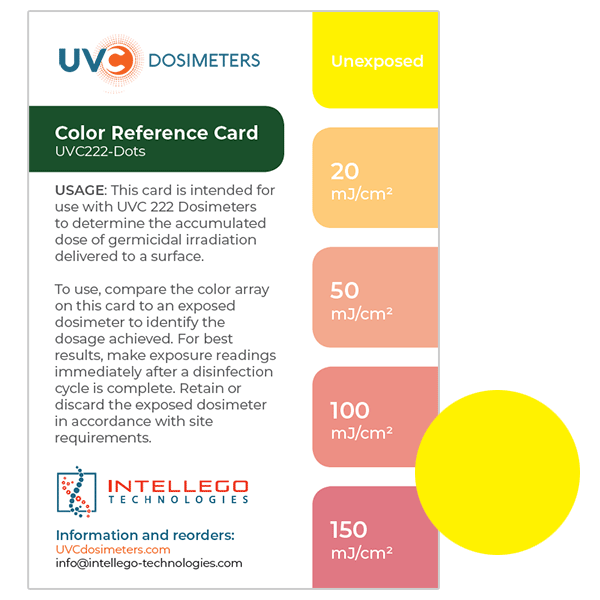 UVC DOSIMETERS
Unexposed
Color Reference Card
UVC222-Dots
20
mJ/cm²
USAGE: This card is intended for
use with UVC 222 Dosimeters
to determine the accumulated
dose of germicidal irradiation
delivered to a surface.
50
mJ/cm²
To use, compare the color array
on this card to an exposed
dosimeter to identify the
dosage achieved. For best
results, make exposure readings
immediately after a disinfection
cycle is complete. Retain or
discard the exposed dosimeter
in accordance with site
requirements.
100
mJ/cm²
INTELLEGO
TECHNOLOGIES
150
mJ/cm²
Information and reorders:
UVCdosimeters.com
info@intellego-technologies.com